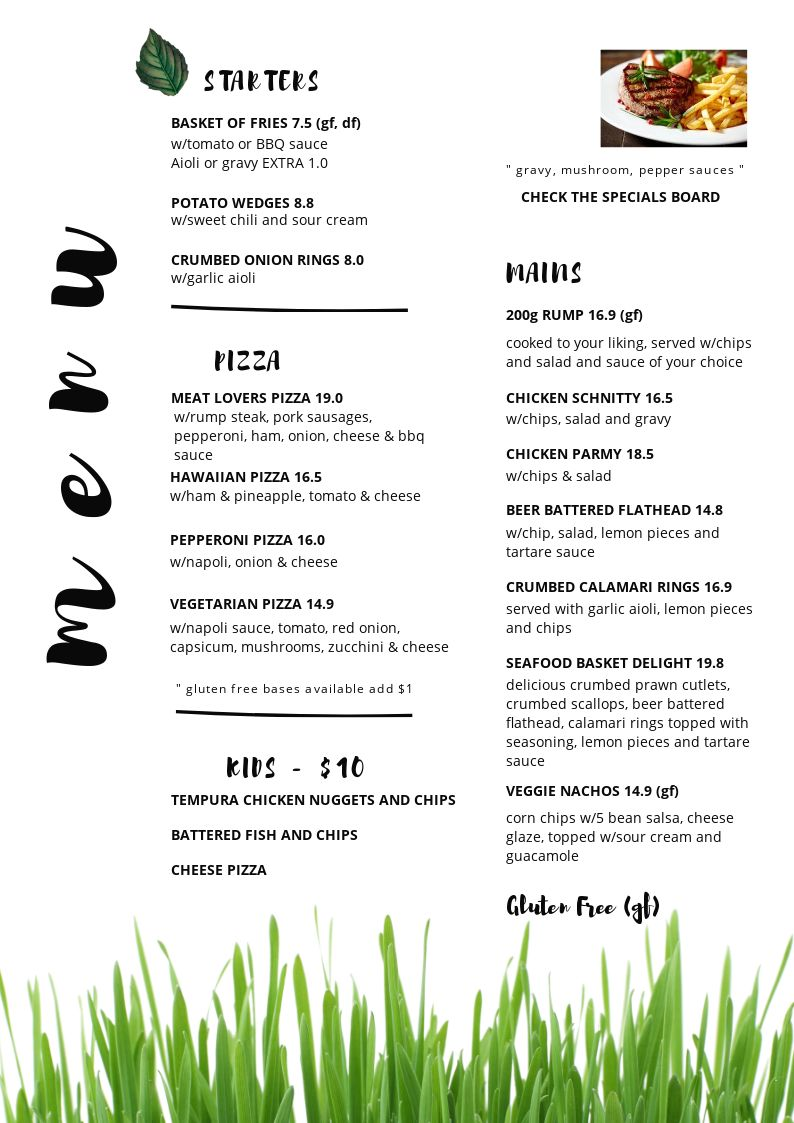 menu
STARTERS
BASKET OF FRIES 7.5 (gf, df)
w/tomato or BBQ sauce
Aioli or gravy EXTRA 1.0
POTATO WEDGES 8.8
w/sweet chili and sour cream
CRUMBED ONION RINGS 8.0
w/garlic aioli
PIZZA
MEAT LOVERS PIZZA 19.0
w/rump steak, pork sausages,
pepperoni, ham, onion, cheese & bbq
sauce
HAWAIIAN PIZZA 16.5
w/ham & pineapple, tomato & cheese
PEPPERONI PIZZA 16.0
w/napoli, onion & cheese
VEGETARIAN PIZZA 14.9
w/napoli sauce, tomato, red onion,
capsicum, mushrooms, zucchini & cheese
" gluten free bases available add $1
KIDS - $10
TEMPURA CHICKEN NUGGETS AND CHIPS
BATTERED FISH AND CHIPS
CHEESE PIZZA
" gravy, mushroom, pepper sauces "
CHECK THE SPECIALS BOARD
MAINS
200g RUMP 16.9 (gf)
cooked to your liking, served w/chips
and salad and sauce of your choice
CHICKEN SCHNITTY 16.5
w/chips, salad and gravy
CHICKEN PARMY 18.5
w/chips & salad
BEER BATTERED FLATHEAD 14.8
w/chip, salad, lemon pieces and
tartare sauce
CRUMBED CALAMARI RINGS 16.9
served with garlic aioli, lemon pieces
and chips
SEAFOOD BASKET DELIGHT 19.8
delicious crumbed prawn cutlets,
crumbed scallops, beer battered
flathead, calamari rings topped with
seasoning, lemon pieces and tartare
sauce
VEGGIE NACHOS 14.9 (gf)
corn chips w/5 bean salsa, cheese
glaze, topped w/sour cream and
guacamole
Gluten Free (gf)